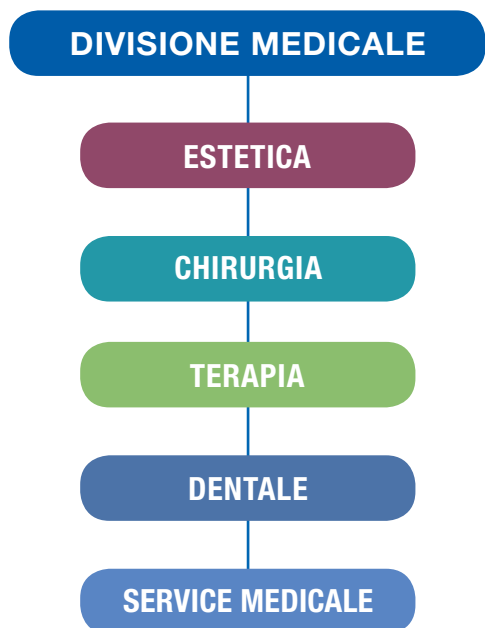 DIVISIONE MEDICALE
ESTETICA
CHIRURGIA
TERAPIA
DENTALE
SERVICE MEDICALE